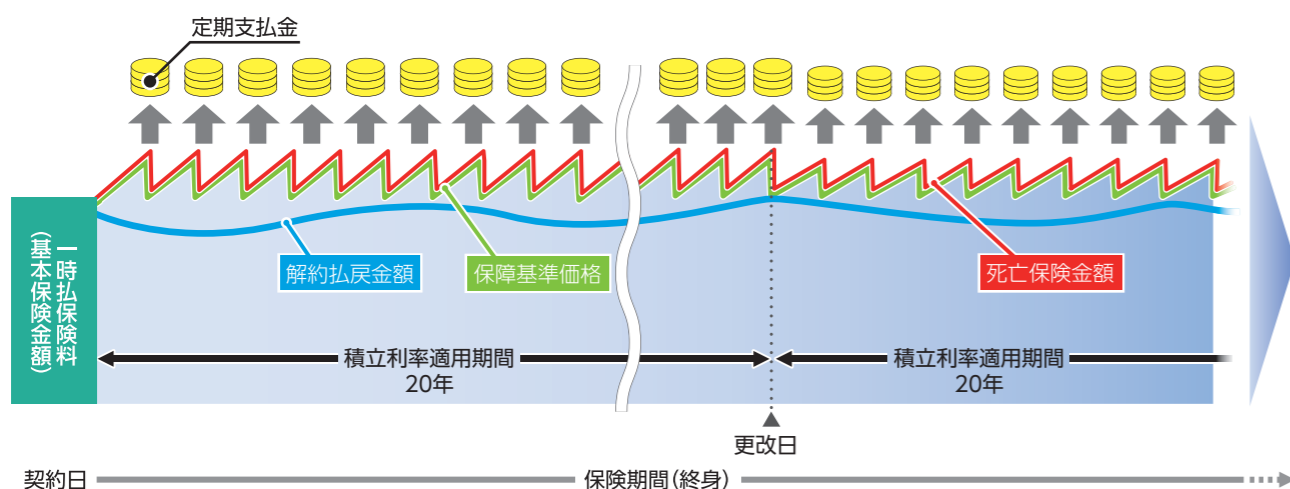 定期支払金
一時払保険料
(基本保険金額)
解約払戻金額
保障基準価格
死亡保険金額
積立利率適用期間
20年
積立利率適用期間
20年
更改日
契約日
保険期間(終身)